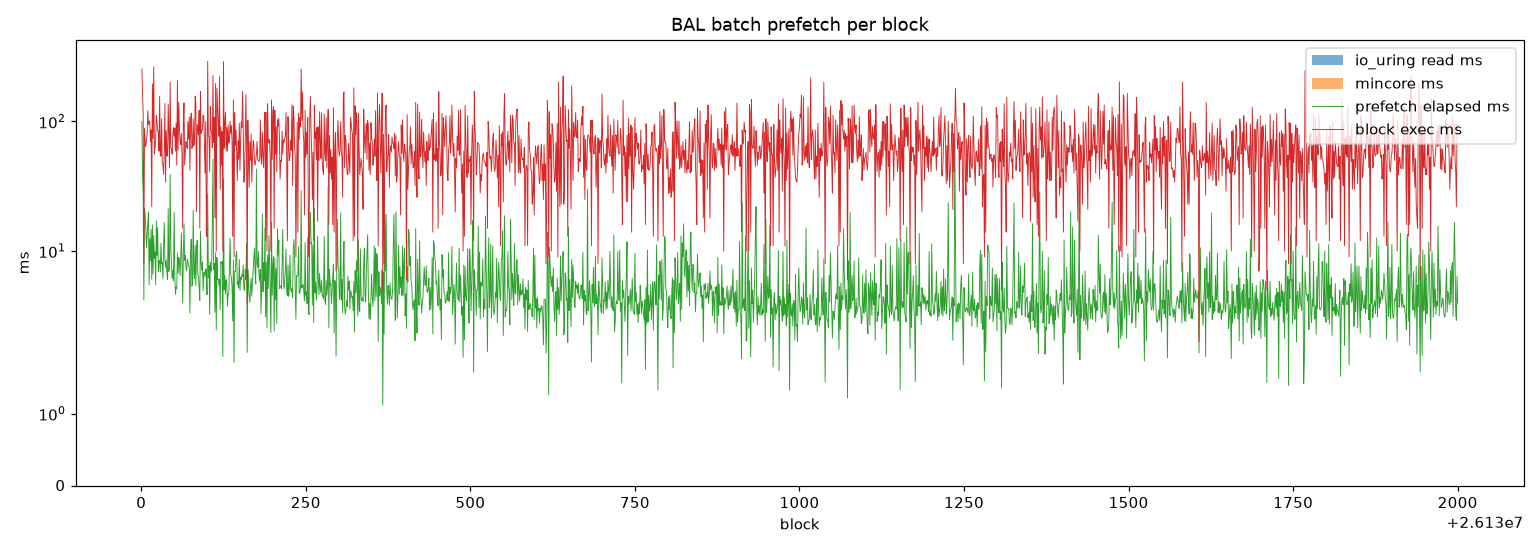 BAL batch prefetch per block
io_uring read ms
mincore ms
prefetch elapsed ms
block exec ms
ms
10²
10¹
10⁰
0
0 250 500 750 1000 1250 1500 1750 2000
block
+2.613e7